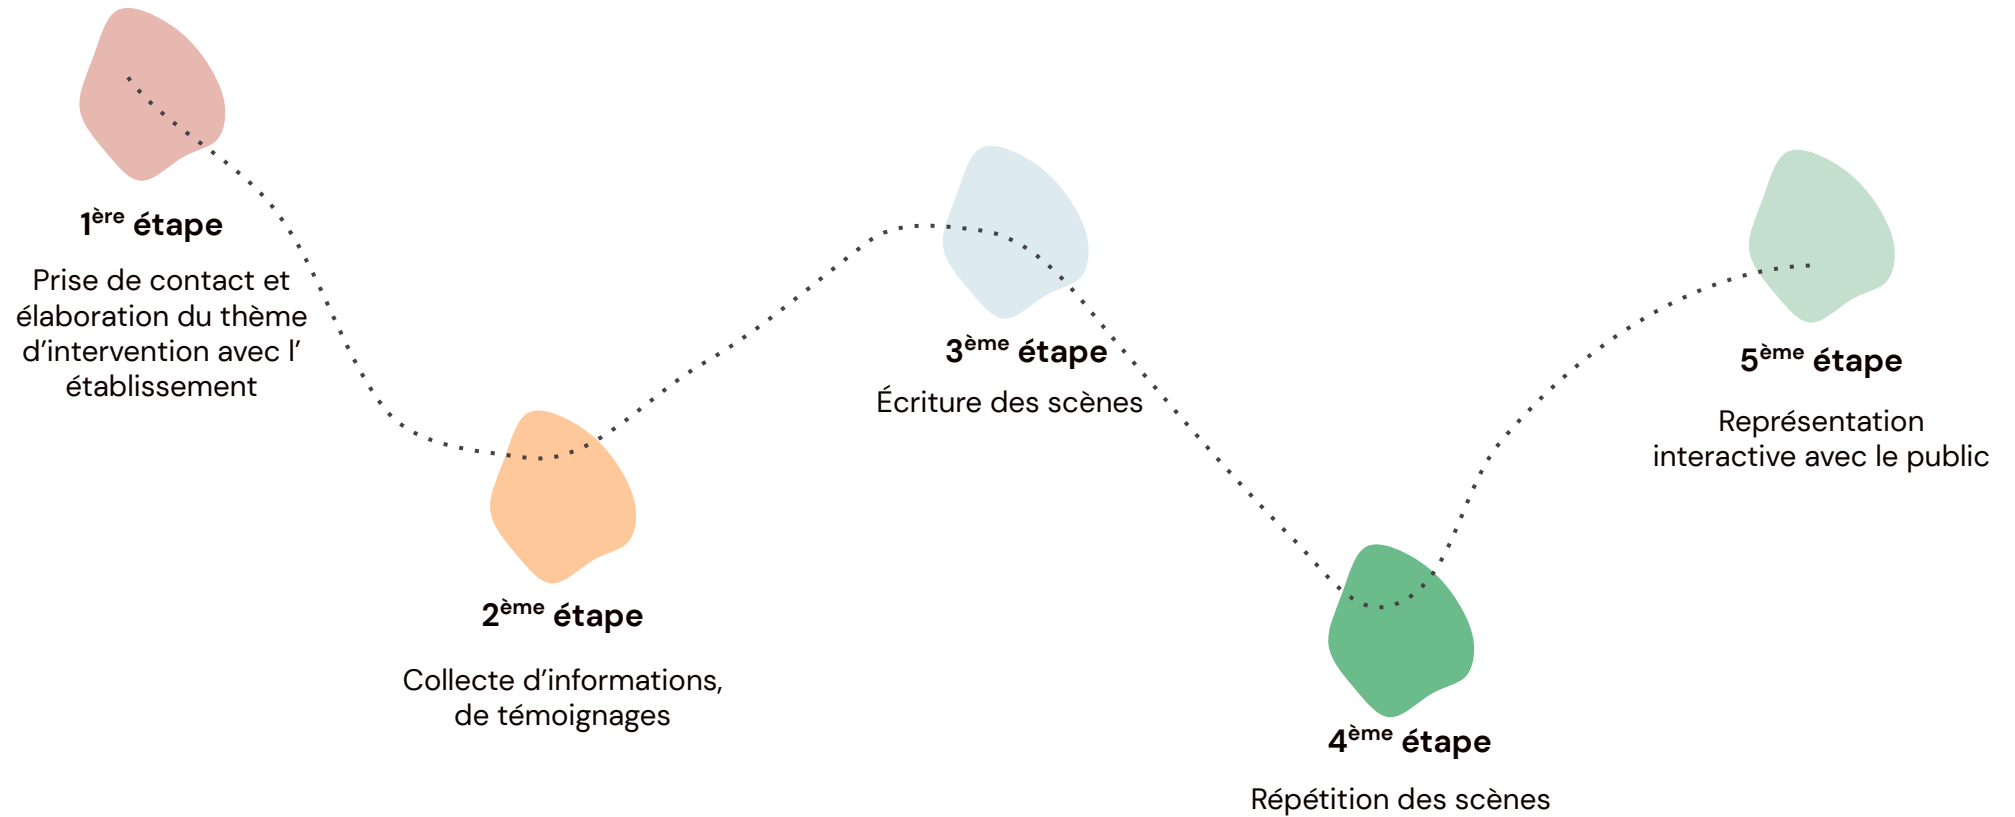 1ère étape
Prise de contact et
élaboration du thème
d’intervention avec l’
établissement
2ème étape
Collecte d’informations,
de témoignages
3ème étape
Écriture des scènes
4ème étape
Répétition des scènes
5ème étape
Représentation
interactive avec le public